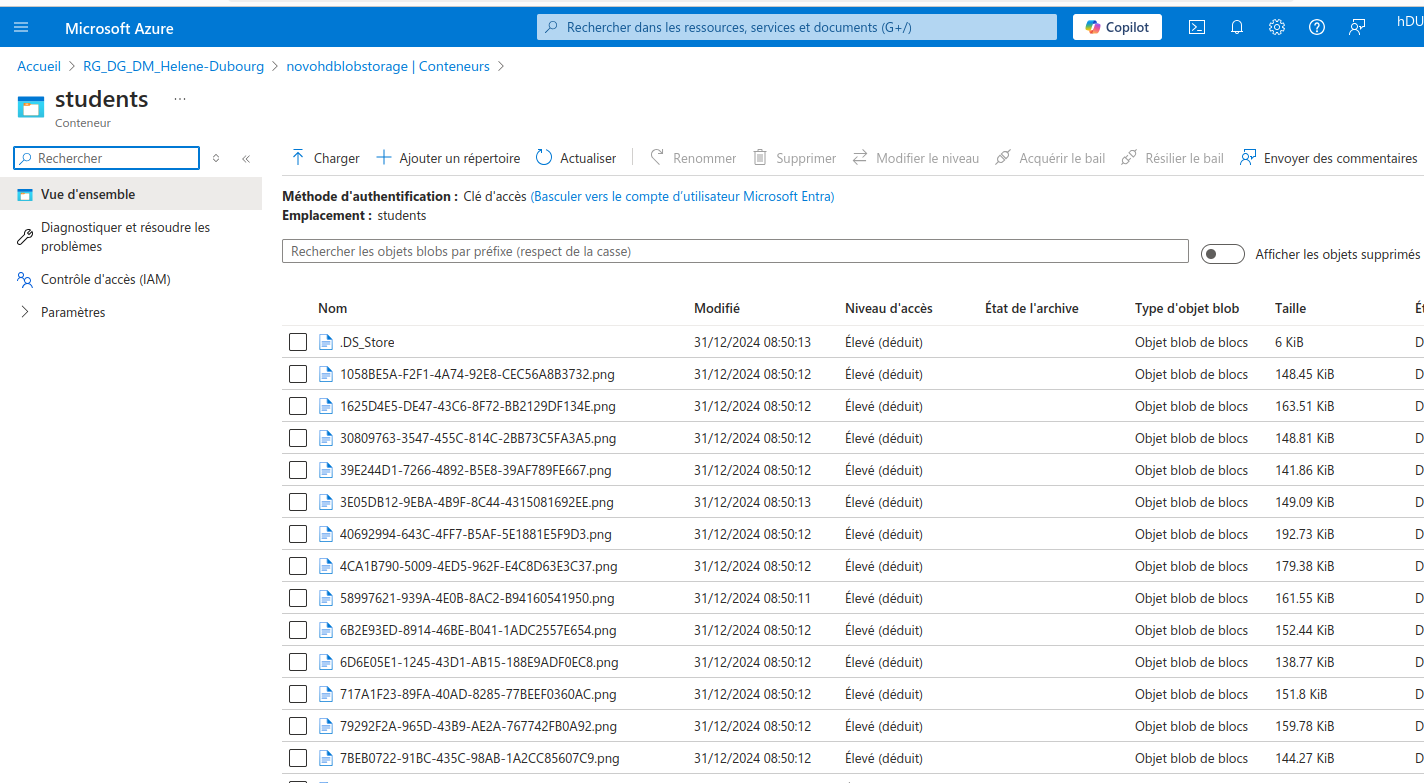 Microsoft Azure
Rechercher dans les ressources, services et documents (G+/)
Copilot
hDU
Accueil > RG_DG_DM_Helene-Dubourg > novohdblobstorage | Conteneurs >
students ...
Conteneur
Rechercher
Charger Ajouter un répertoire Actualiser Renommer Supprimer Modifier le niveau Acquérir le bail Résilier le bail Envoyer des commentaires
Vue d'ensemble
Diagnostiquer et résoudre les
problèmes
Contrôle d'accès (IAM)
Paramètres
Méthode d'authentification : Clé d'accès (Basculer vers le compte d'utilisateur Microsoft Entra)
Emplacement : students
Rechercher les objets blobs par préfixe (respect de la casse)
Afficher les objets supprimés
Nom Modifié Niveau d'accès État de l'archive Type d'objet blob Taille Ét
.DS_Store 31/12/2024 08:50:13 Élevé (déduit) Objet blob de blocs 6 KiB D
1058BE5A-F2F1-4A74-92E8-CEC56A8B3732.png 31/12/2024 08:50:12 Élevé (déduit) Objet blob de blocs 148.45 KiB D
1625D4E5-DE47-43C6-8F72-BB2129DF134E.png 31/12/2024 08:50:12 Élevé (déduit) Objet blob de blocs 163.51 KiB D
30809763-3547-455C-814C-2BB73C5FA3A5.png 31/12/2024 08:50:12 Élevé (déduit) Objet blob de blocs 148.81 KiB D
39E244D1-7266-4892-B5E8-39AF789FE667.png 31/12/2024 08:50:12 Élevé (déduit) Objet blob de blocs 141.86 KiB D
3E05DB12-9EBA-4B9F-8C44-4315081692EE.png 31/12/2024 08:50:13 Élevé (déduit) Objet blob de blocs 149.09 KiB D
40692994-643C-4FF7-B5AF-5E1881E5F9D3.png 31/12/2024 08:50:12 Élevé (déduit) Objet blob de blocs 192.73 KiB D
4CA1B790-5009-4ED5-962F-E4C8D63E3C37.png 31/12/2024 08:50:12 Élevé (déduit) Objet blob de blocs 179.38 KiB D
58997621-939A-4E0B-8AC2-B94160541950.png 31/12/2024 08:50:11 Élevé (déduit) Objet blob de blocs 161.55 KiB D
6B2E93ED-8914-46BE-B041-1ADC2557E654.png 31/12/2024 08:50:12 Élevé (déduit) Objet blob de blocs 152.44 KiB D
6D6E05E1-1245-43D1-AB15-188E9ADF0EC8.png 31/12/2024 08:50:12 Élevé (déduit) Objet blob de blocs 138.77 KiB D
717A1F23-89FA-40AD-8285-77BEEF0360AC.png 31/12/2024 08:50:12 Élevé (déduit) Objet blob de blocs 151.8 KiB D
79292F2A-965D-43B9-AE2A-767742FB0A92.png 31/12/2024 08:50:12 Élevé (déduit) Objet blob de blocs 159.78 KiB D
7BEB0722-91BC-435C-98AB-1A2CC85607C9.png 31/12/2024 08:50:12 Élevé (déduit) Objet blob de blocs 144.27 KiB D